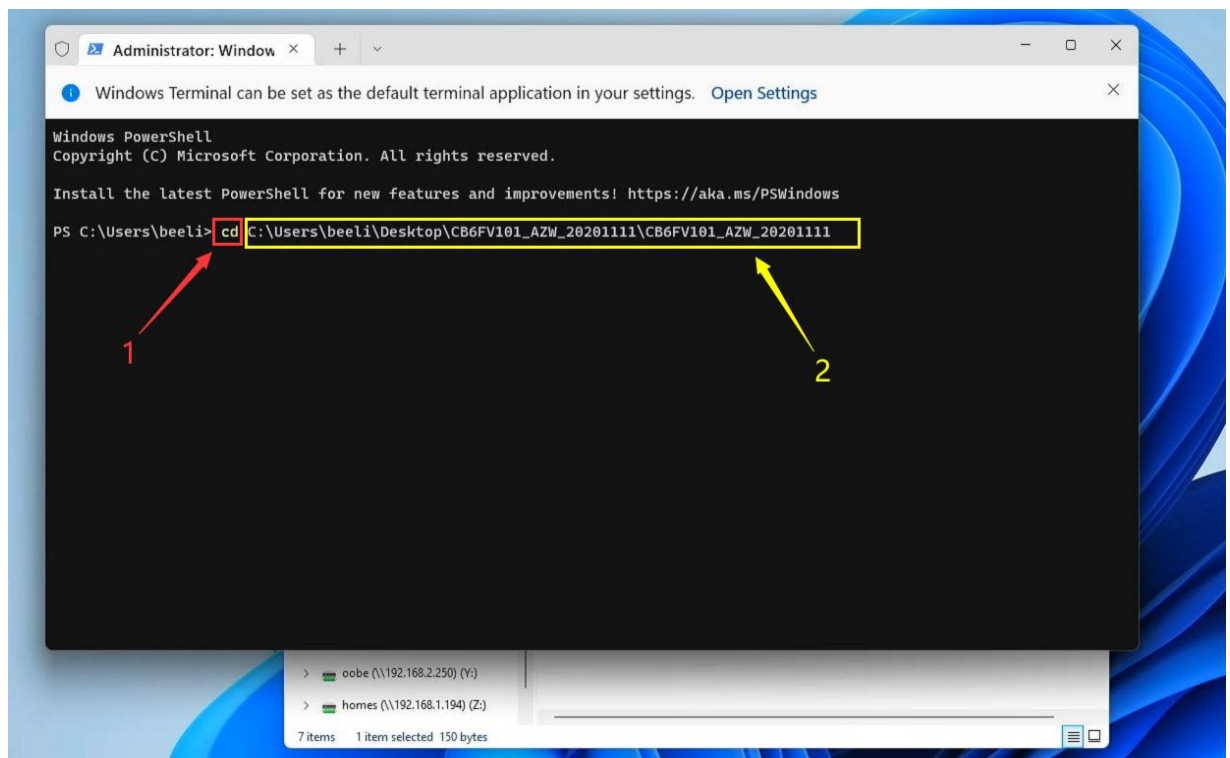 Administrator: Window
Windows Terminal can be set as the default terminal application in your settings. Open Settings
Windows PowerShell
Copyright (C) Microsoft Corporation. All rights reserved.
Install the latest PowerShell for new features and improvements! https://aka.ms/PSWindows
PS C:\Users\beeli> cd C:\Users\beeli\Desktop\CB6FV101_AZW_20201111\CB6FV101_AZW_20201111
1
2
oobe (\\192.168.2.250) (Y:)
homes (\\192.168.1.194) (Z:)
7 items 1 item selected 150 bytes